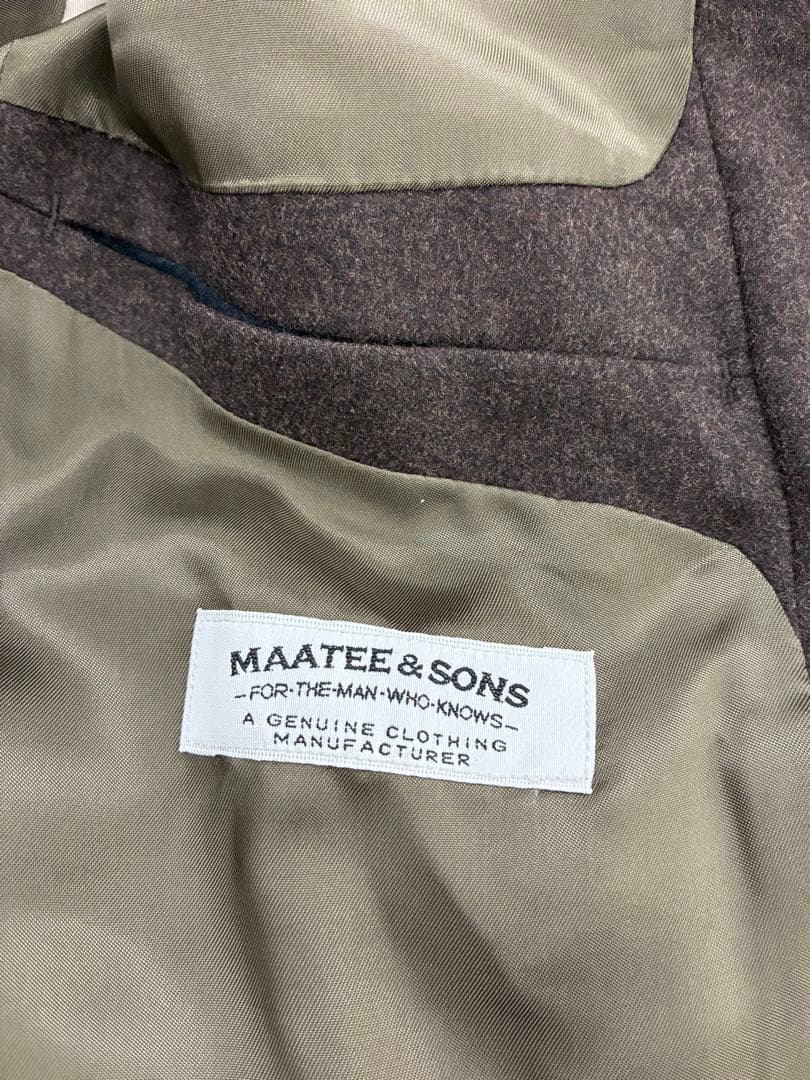 MAATEE & SONS
-FOR·THE·MAN·WHO·KNOWS-
A GENUINE CLOTHING
MANUFACTURER